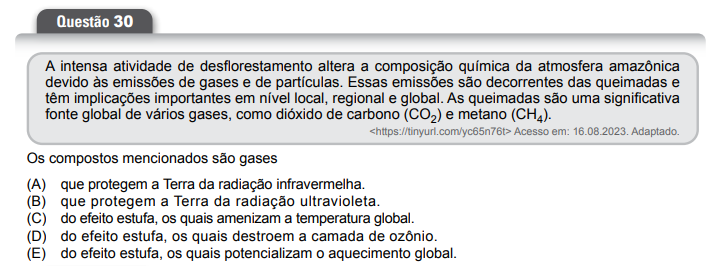 Questão 30
A intensa atividade de desflorestamento altera a composição química da atmosfera amazônica
devido às emissões de gases e de partículas. Essas emissões são decorrentes das queimadas e
têm implicações importantes em nível local, regional e global. As queimadas são uma significativa
fonte global de vários gases, como dióxido de carbono (CO₂) e metano (CH₄).
<https://tinyurl.com/yc65n76t> Acesso em: 16.08.2023. Adaptado.
Os compostos mencionados são gases
(A) que protegem a Terra da radiação infravermelha.
(B) que protegem a Terra da radiação ultravioleta.
(C) do efeito estufa, os quais amenizam a temperatura global.
(D) do efeito estufa, os quais destroem a camada de ozônio.
(E) do efeito estufa, os quais potencializam o aquecimento global.